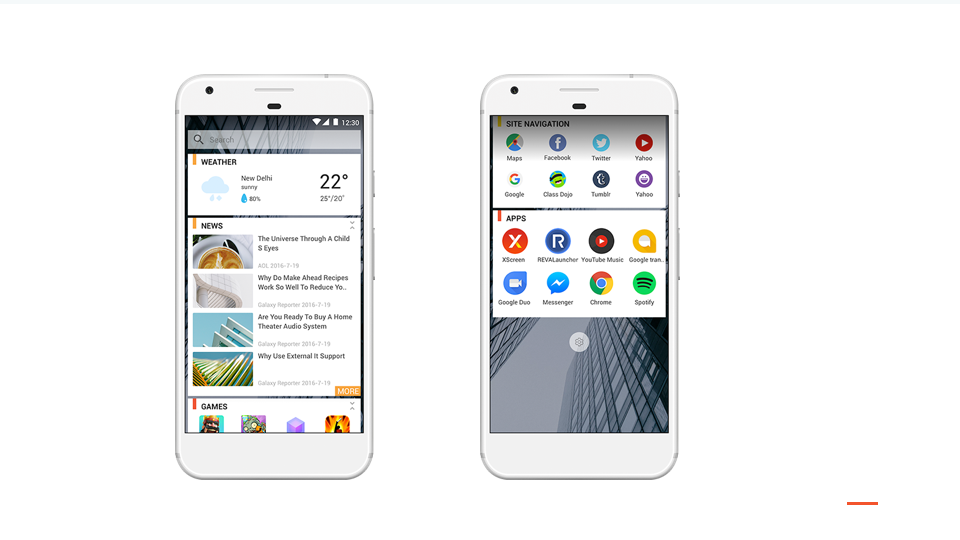 12:30
Search
WEATHER
New Delhi
sunny
80%
22°
25°/20°
NEWS
The Universe Through A Child
S Eyes
AOL 2016-7-19
Why Do Make Ahead Recipes
Work So Well To Reduce Yo..
Galaxy Reporter 2016-7-19
Are You Ready To Buy A Home
Theater Audio System
Galaxy Reporter 2016-7-19
Why Use External It Support
Galaxy Reporter 2016-7-19
MORE
GAMES
SITE NAVIGATION
Maps Facebook Twitter Yahoo
Google Class Dojo Tumblr Yahoo
APPS
XScreen REVALauncher YouTube Music Google tran..
Google Duo Messenger Chrome Spotify